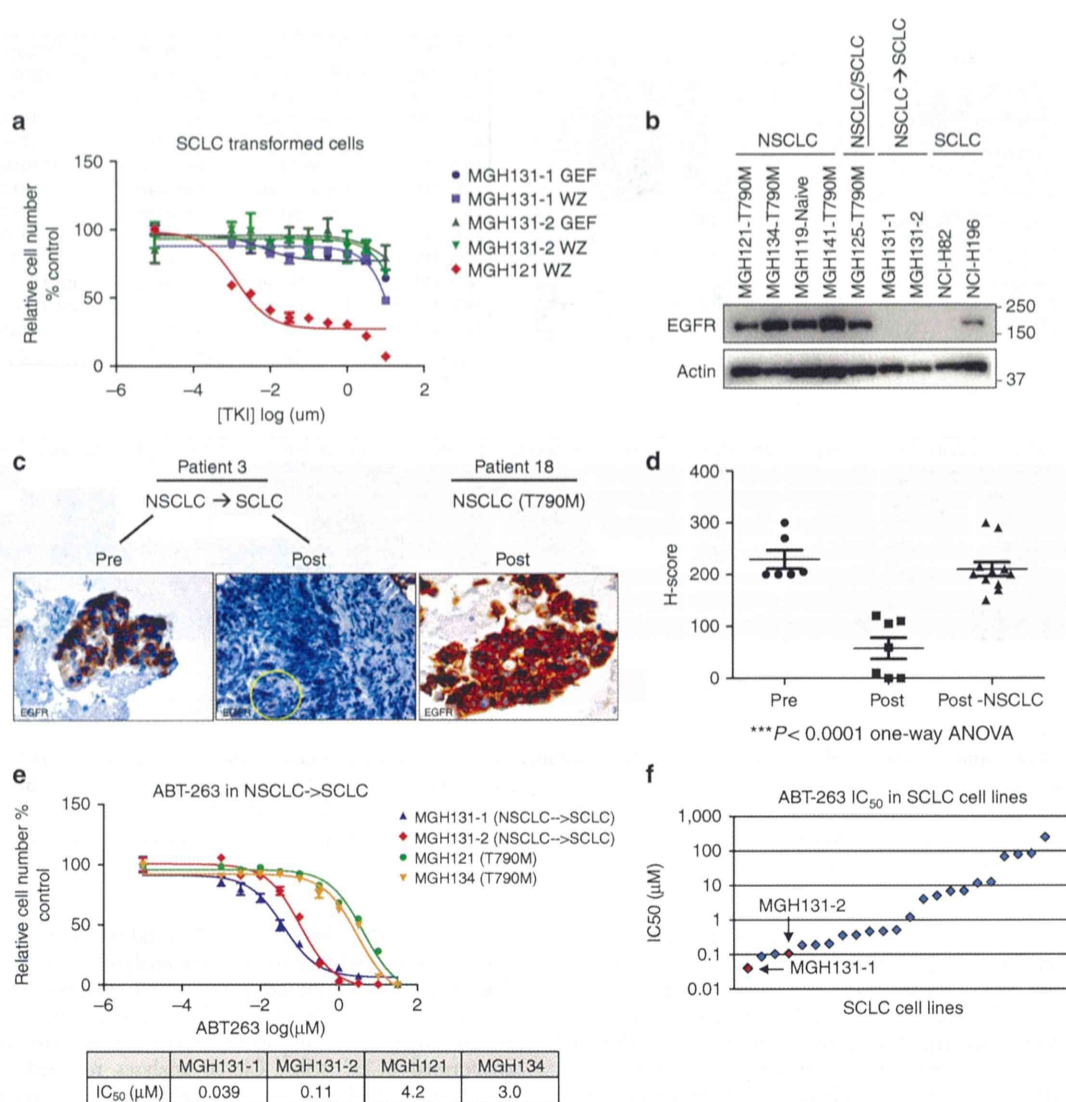 a
SCLC transformed cells
150
100
50
0
Relative cell number
% control
−6
−4
−2
0
2
[TKI] log (um)
MGH131-1 GEF
MGH131-1 WZ
MGH131-2 GEF
MGH131-2 WZ
MGH121 WZ
b
NSCLC
NSCLC/SCLC
NSCLC → SCLC
SCLC
MGH121-T790M
MGH134-T790M
MGH119-Naive
MGH141-T790M
MGH125-T790M
MGH131-1
MGH131-2
NCI-H82
NCI-H196
EGFR
250
150
Actin
37
c
Patient 3
NSCLC → SCLC
Pre
Post
Patient 18
NSCLC (T790M)
Post
EGFR
EGFR
EGFR
d
400
300
200
100
0
H-score
Pre
Post
Post -NSCLC
***P< 0.0001 one-way ANOVA
e
ABT-263 in NSCLC->SCLC
150
100
50
0
Relative cell number %
control
−6
−4
−2
0
2
ABT263 log(μM)
MGH131-1 (NSCLC-->SCLC)
MGH131-2 (NSCLC-->SCLC)
MGH121 (T790M)
MGH134 (T790M)
MGH131-1 MGH131-2 MGH121 MGH134
IC50 (μM) 0.039 0.11 4.2 3.0
f
ABT-263 IC50 in SCLC cell lines
1,000
100
10
1
0.1
0.01
IC50 (μM)
MGH131-2
MGH131-1
SCLC cell lines